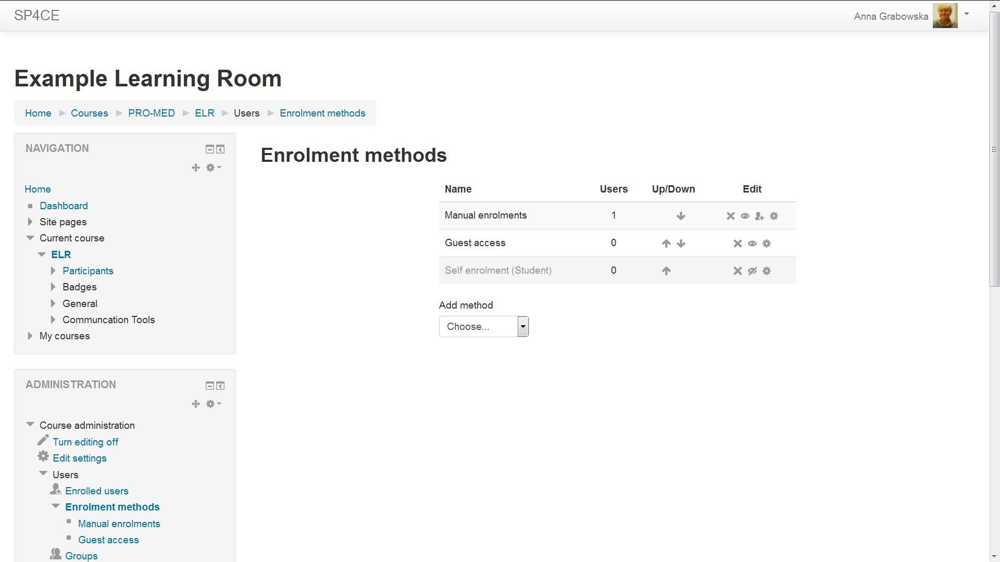 SP4CE
Anna Grabowska
Example Learning Room
Home Courses PRO-MED ELR Users Enrolment methods
NAVIGATION
Home
Dashboard
Site pages
Current course
ELR
Participants
Badges
General
Communcation Tools
My courses
ADMINISTRATION
Course administration
Turn editing off
Edit settings
Users
Enrolled users
Enrolment methods
Manual enrolments
Guest access
Groups
Enrolment methods
Name Users Up/Down Edit
Manual enrolments 1
Guest access 0
Self enrolment (Student) 0
Add method
Choose...